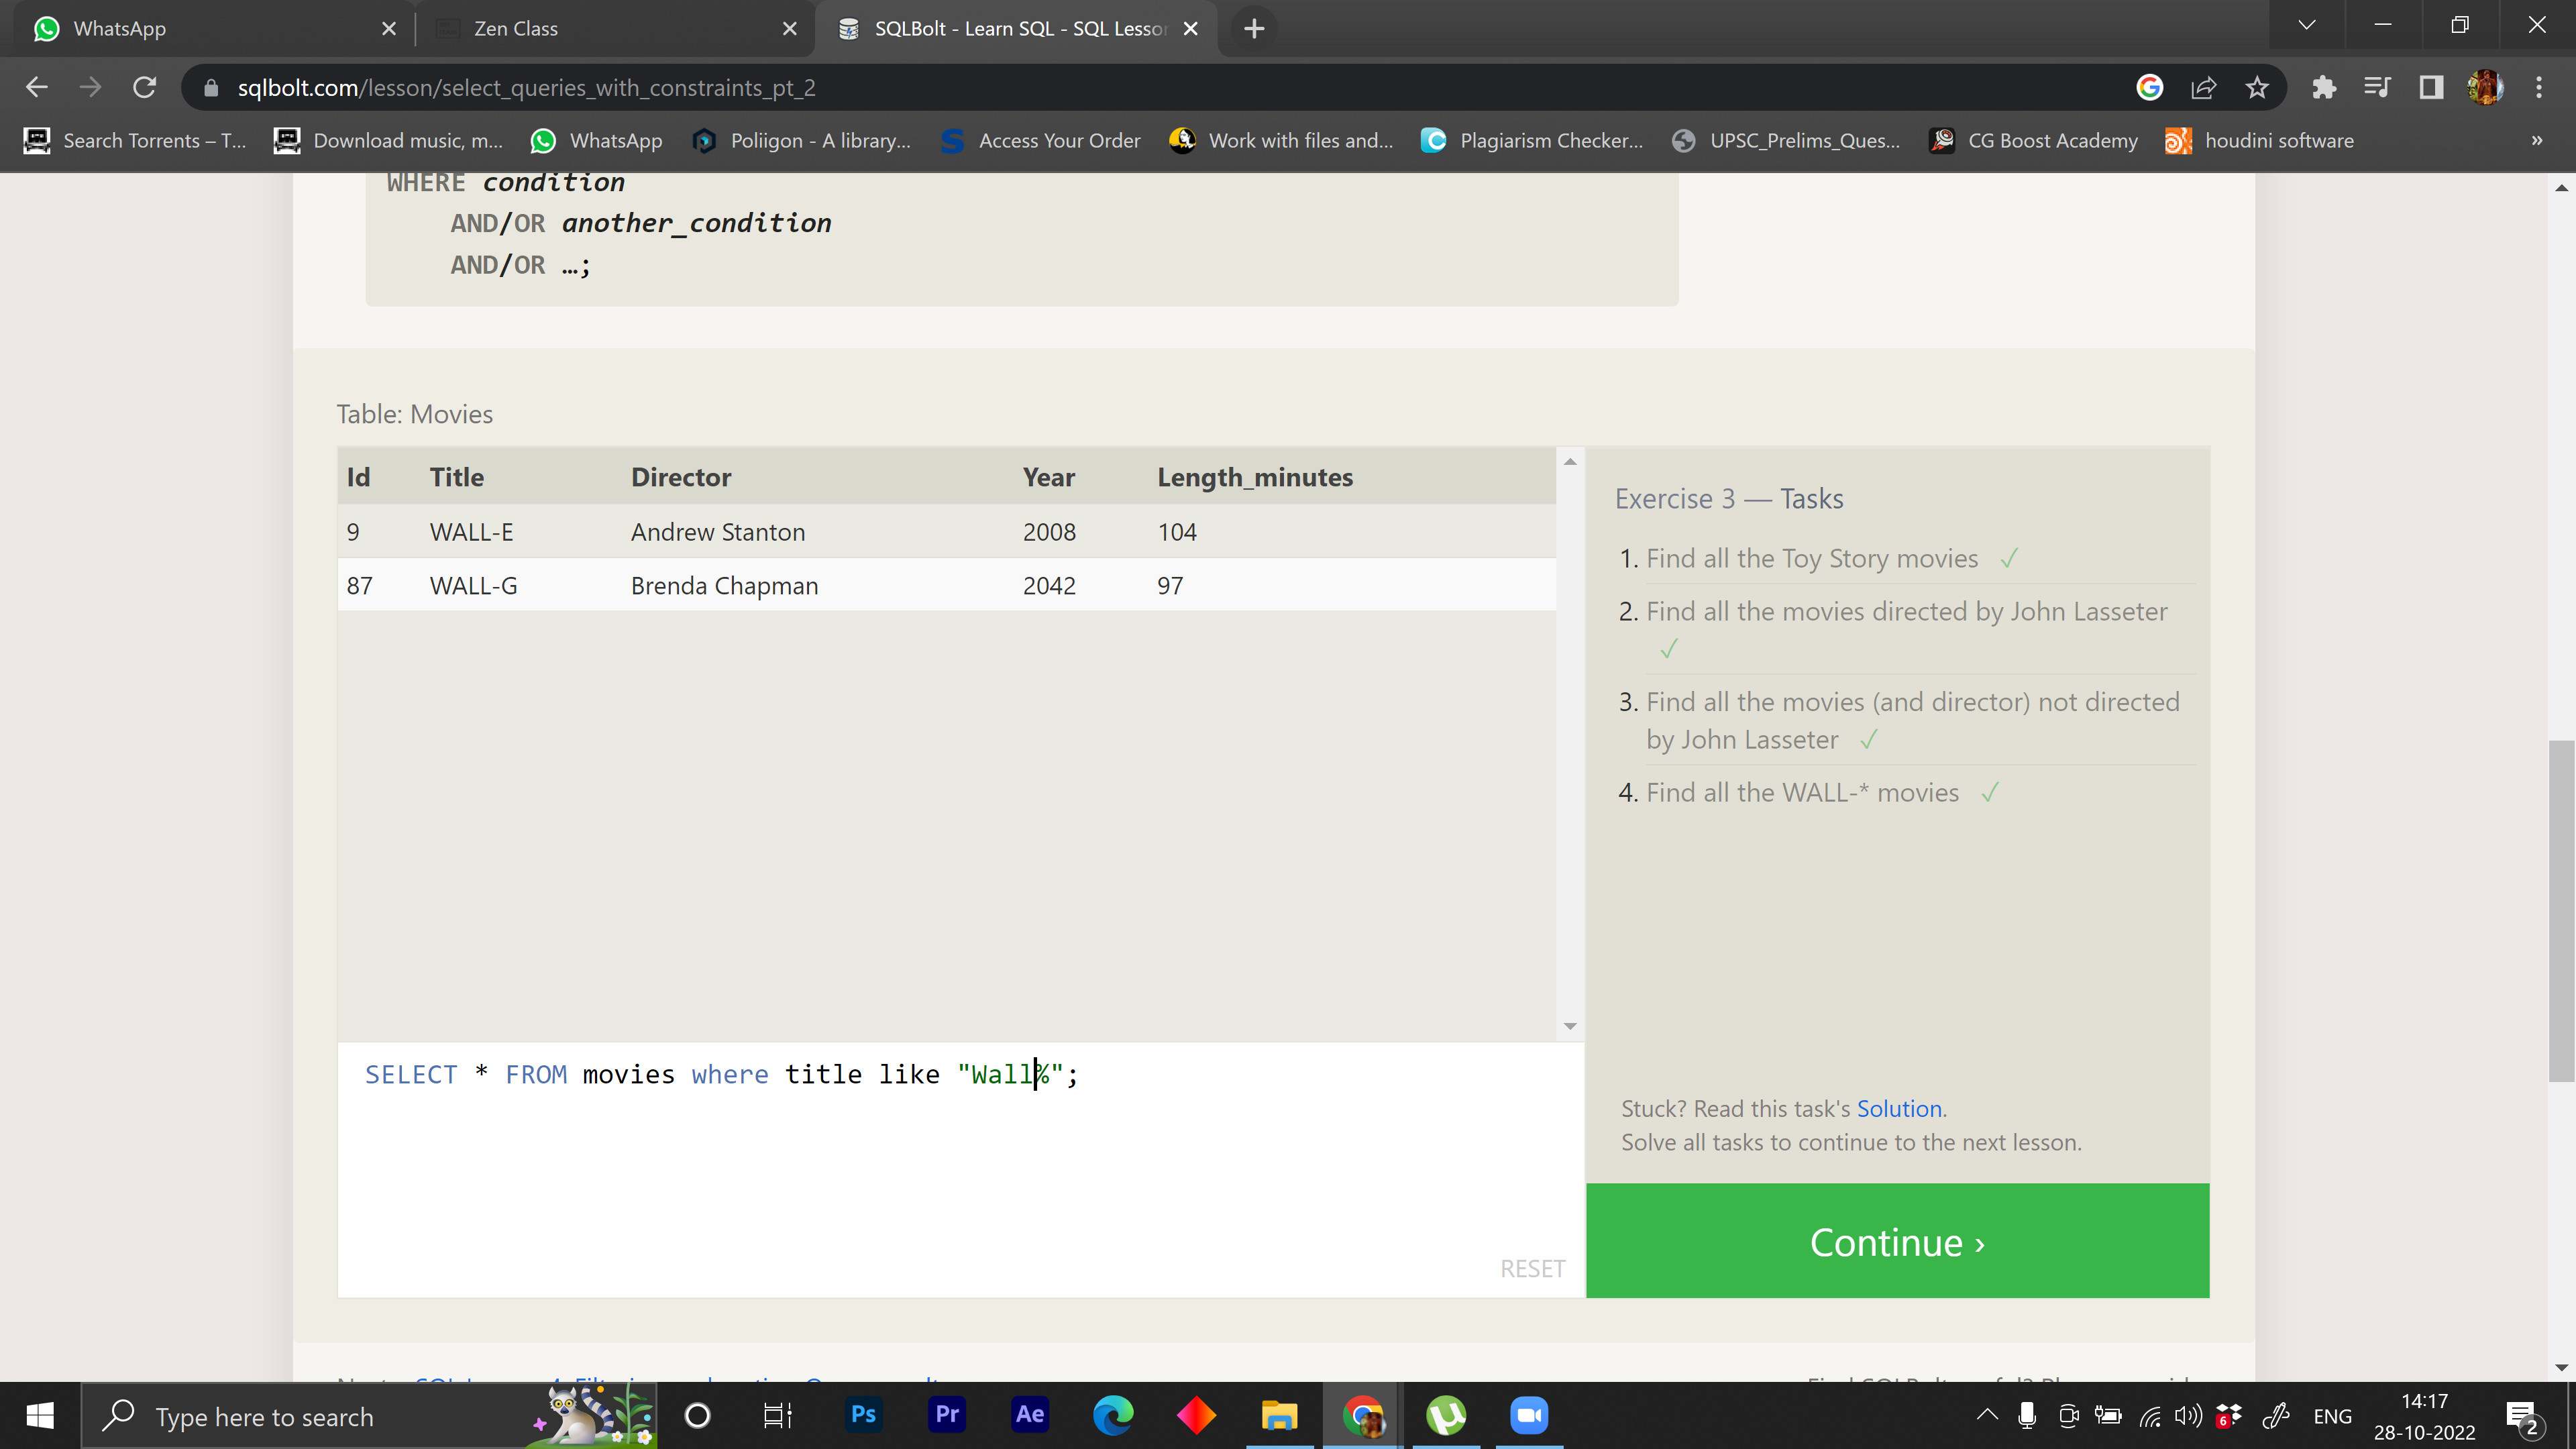 WhatsApp
Zen Class
SQLBolt - Learn SQL - SQL Lesson
sqlbolt.com/lesson/select_queries_with_constraints_pt_2
Search Torrents – T...
Download music, m...
WhatsApp
Poliigon - A library...
Access Your Order
Work with files and...
Plagiarism Checker...
UPSC_Prelims_Ques...
CG Boost Academy
houdini software
»
WHERE condition
AND/OR another_condition
AND/OR …;
Table: Movies
Id Title Director Year Length_minutes
9 WALL-E Andrew Stanton 2008 104
87 WALL-G Brenda Chapman 2042 97
SELECT * FROM movies where title like "Wall%";
RESET
Exercise 3 — Tasks
1. Find all the Toy Story movies ✓
2. Find all the movies directed by John Lasseter
✓
3. Find all the movies (and director) not directed
by John Lasseter ✓
4. Find all the WALL-* movies ✓
Stuck? Read this task's Solution.
Solve all tasks to continue to the next lesson.
Continue ›
Type here to search
Ps
Pr
Ae
6
ENG
14:17
28-10-2022
2